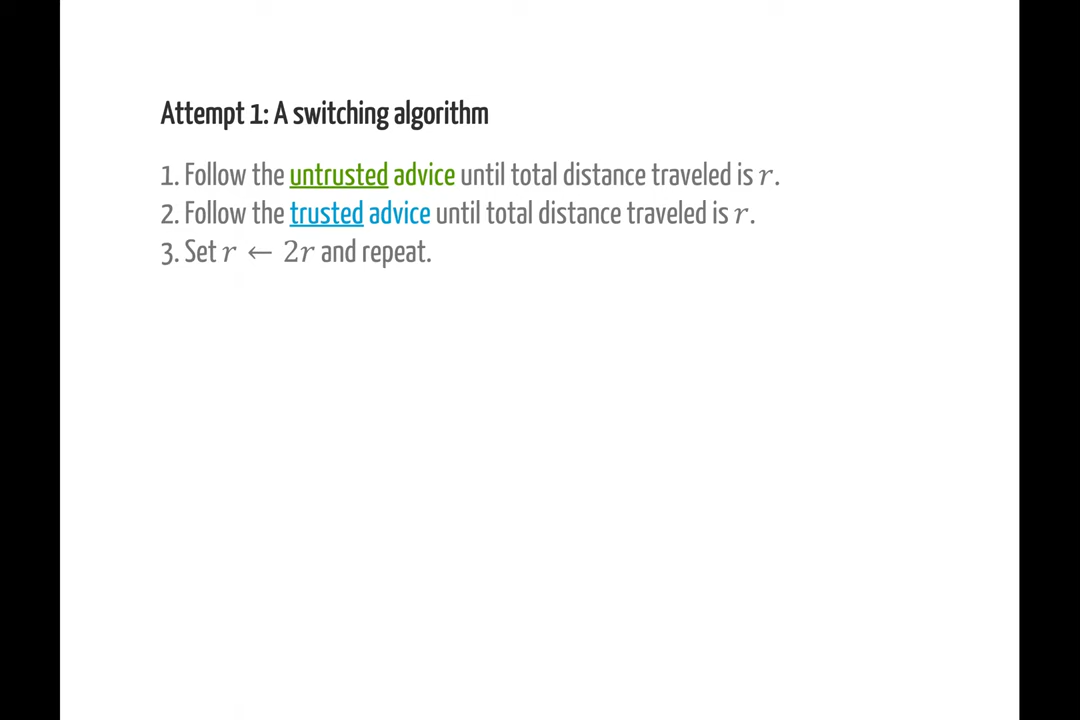 Attempt 1: A switching algorithm
1. Follow the untrusted advice until total distance traveled is r.
2. Follow the trusted advice until total distance traveled is r.
3. Set r ← 2r and repeat.